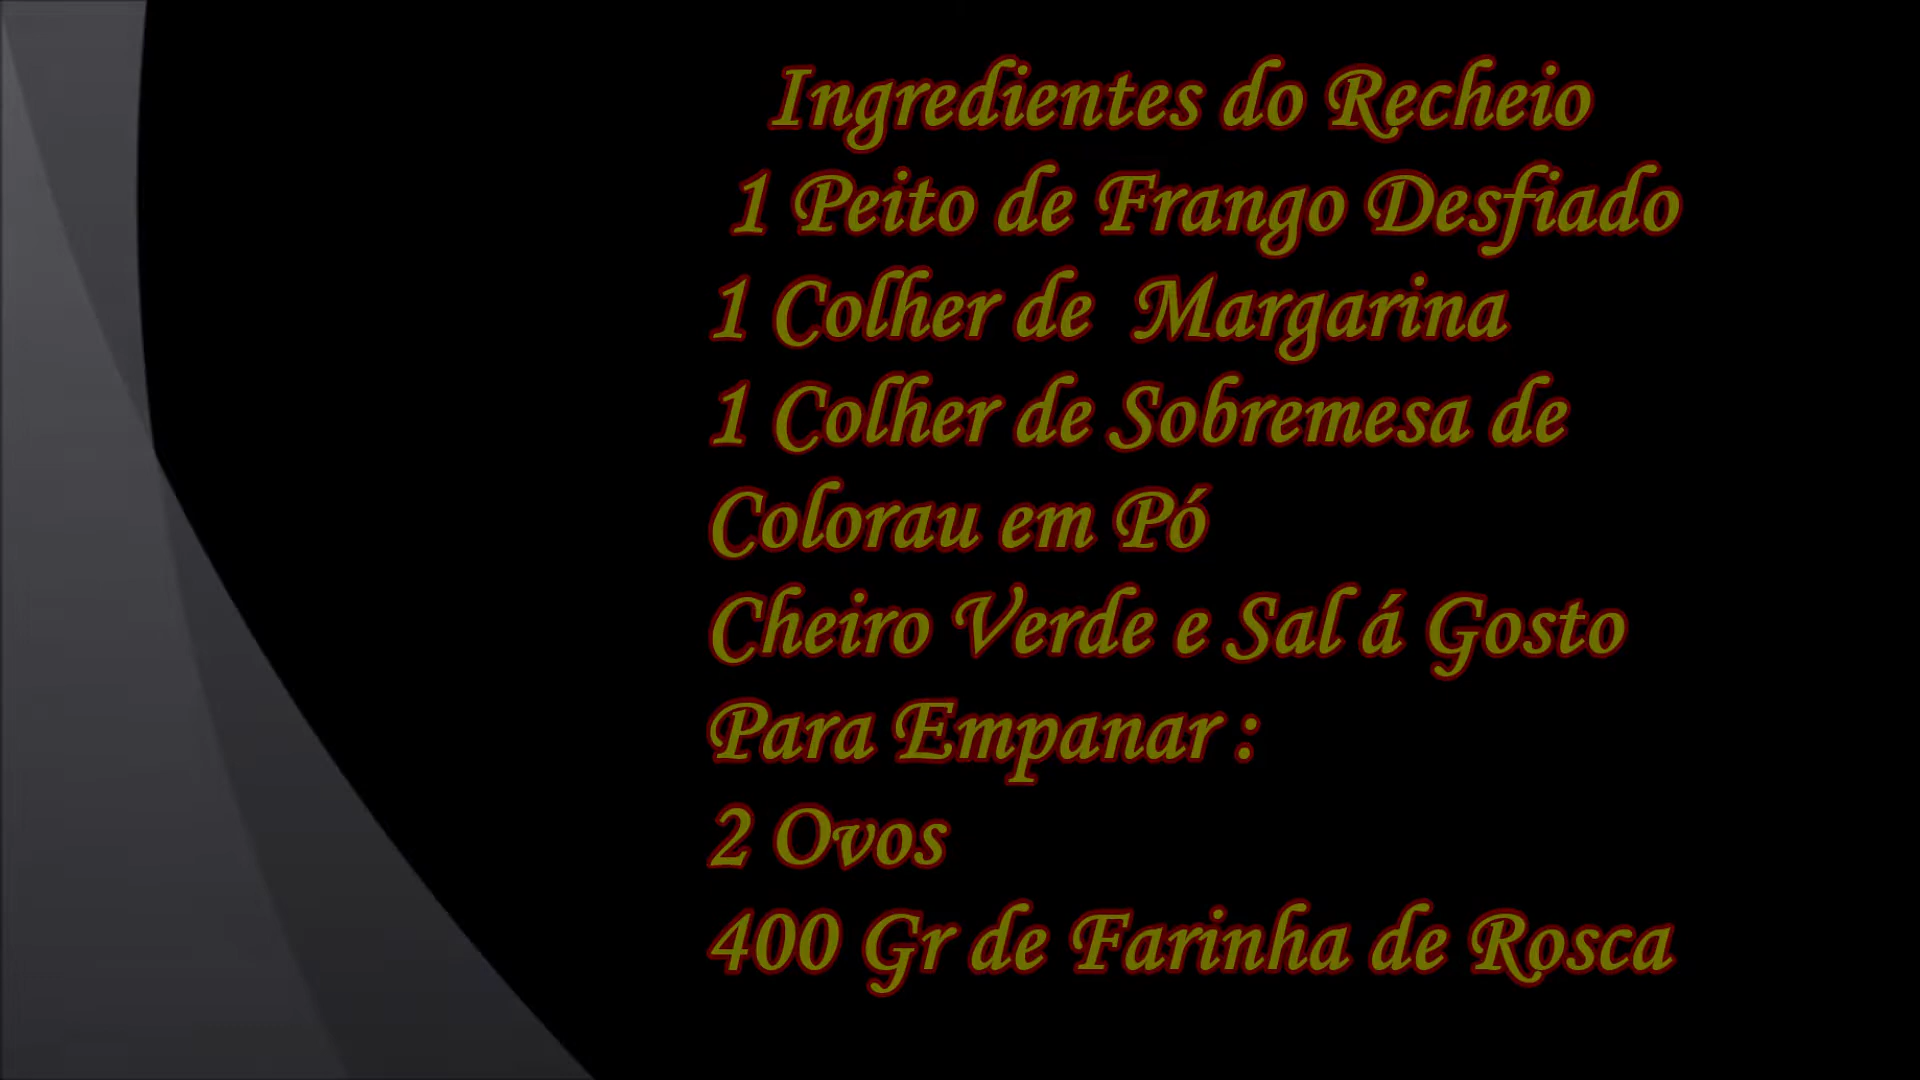 Ingredientes do Recheio
1 Peito de Frango Desfiado
1 Colher de Margarina
1 Colher de Sobremesa de
Colorau em Pó
Cheiro Verde e Sal á Gosto
Para Empanar :
2 Ovos
400 Gr de Farinha de Rosca